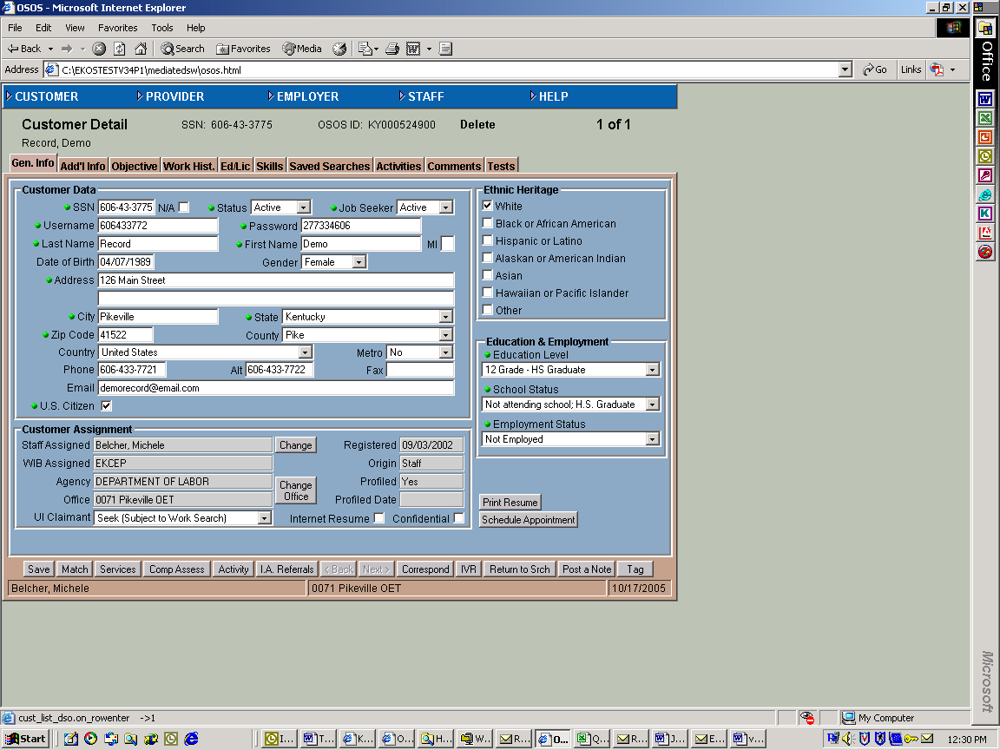 OSOS - Microsoft Internet Explorer
File Edit View Favorites Tools Help
Back Search Favorites Media
Address C:\EKOSTESTV34P1\mediatedsw\osos.html Go Links
Office
CUSTOMER PROVIDER EMPLOYER STAFF HELP
Customer Detail SSN: 606-43-3775 OSOS ID: KY000524900 Delete 1 of 1
Record, Demo
Gen. Info Add'l Info Objective Work Hist. Ed/Lic Skills Saved Searches Activities Comments Tests
Customer Data
SSN 606-43-3775 N/A Status Active Job Seeker Active
Username 606433772 Password 277334606
Last Name Record First Name Demo MI
Date of Birth 04/07/1989 Gender Female
Address 126 Main Street
City Pikeville State Kentucky
Zip Code 41522 County Pike
Country United States Metro No
Phone 606-433-7721 Alt 606-433-7722 Fax
Email demorecord@email.com
U.S. Citizen
Ethnic Heritage
White
Black or African American
Hispanic or Latino
Alaskan or American Indian
Asian
Hawaiian or Pacific Islander
Other
Education & Employment
Education Level
12 Grade - HS Graduate
School Status
Not attending school; H.S. Graduate
Employment Status
Not Employed
Customer Assignment
Staff Assigned Belcher, Michele Change Registered 09/03/2002
WIB Assigned EKCEP Origin Staff
Agency DEPARTMENT OF LABOR Change Office Profiled Yes
Office 0071 Pikeville OET Profiled Date
UI Claimant Seek (Subject to Work Search) Internet Resume Confidential
Print Resume
Schedule Appointment
Save Match Services Comp Assess Activity I.A. Referrals < Back Next > Correspond IVR Return to Srch Post a Note Tag
Belcher, Michele 0071 Pikeville OET 10/17/2005
Microsoft
cust_list_dso.on_rowenter ->1 My Computer
Start I... T... K... O... H... W... R... O... Q... R... J... E... v... 12:30 PM